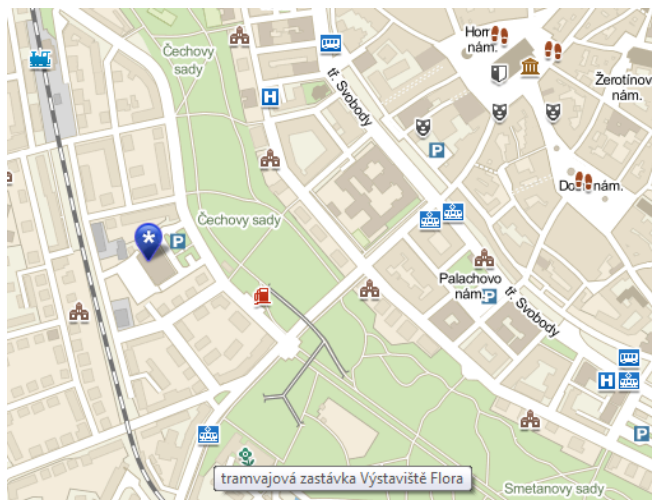 Čechovy
sady
Horní
nám.
tř. Svobody
Žerotínovo
nám.
H
P
Dolní nám.
Čechovy sady
P
Palachovo
nám.
P
tř. Svobody
H
P
tramvajová zastávka Výstaviště Flora
Smetanovy sady